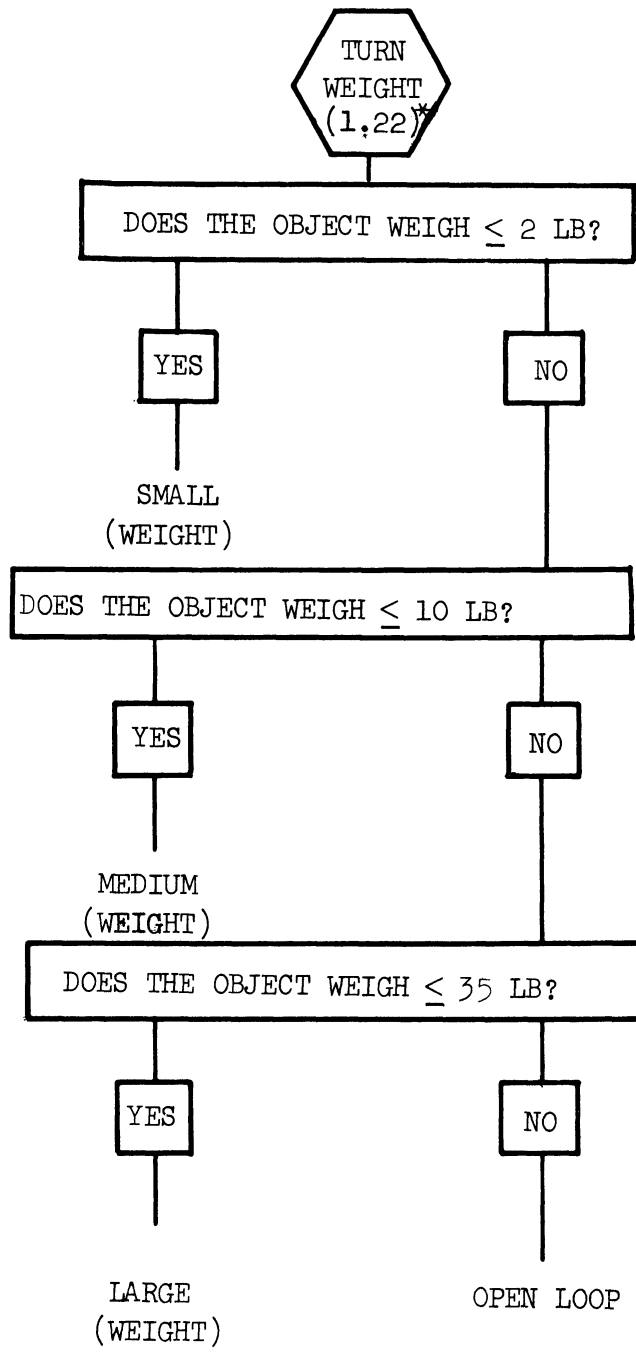 TURN
WEIGHT
(1.22)*
DOES THE OBJECT WEIGH ≤ 2 LB?
YES
NO
SMALL
(WEIGHT)
DOES THE OBJECT WEIGH ≤ 10 LB?
YES
NO
MEDIUM
(WEIGHT)
DOES THE OBJECT WEIGH ≤ 35 LB?
YES
NO
LARGE
(WEIGHT)
OPEN LOOP